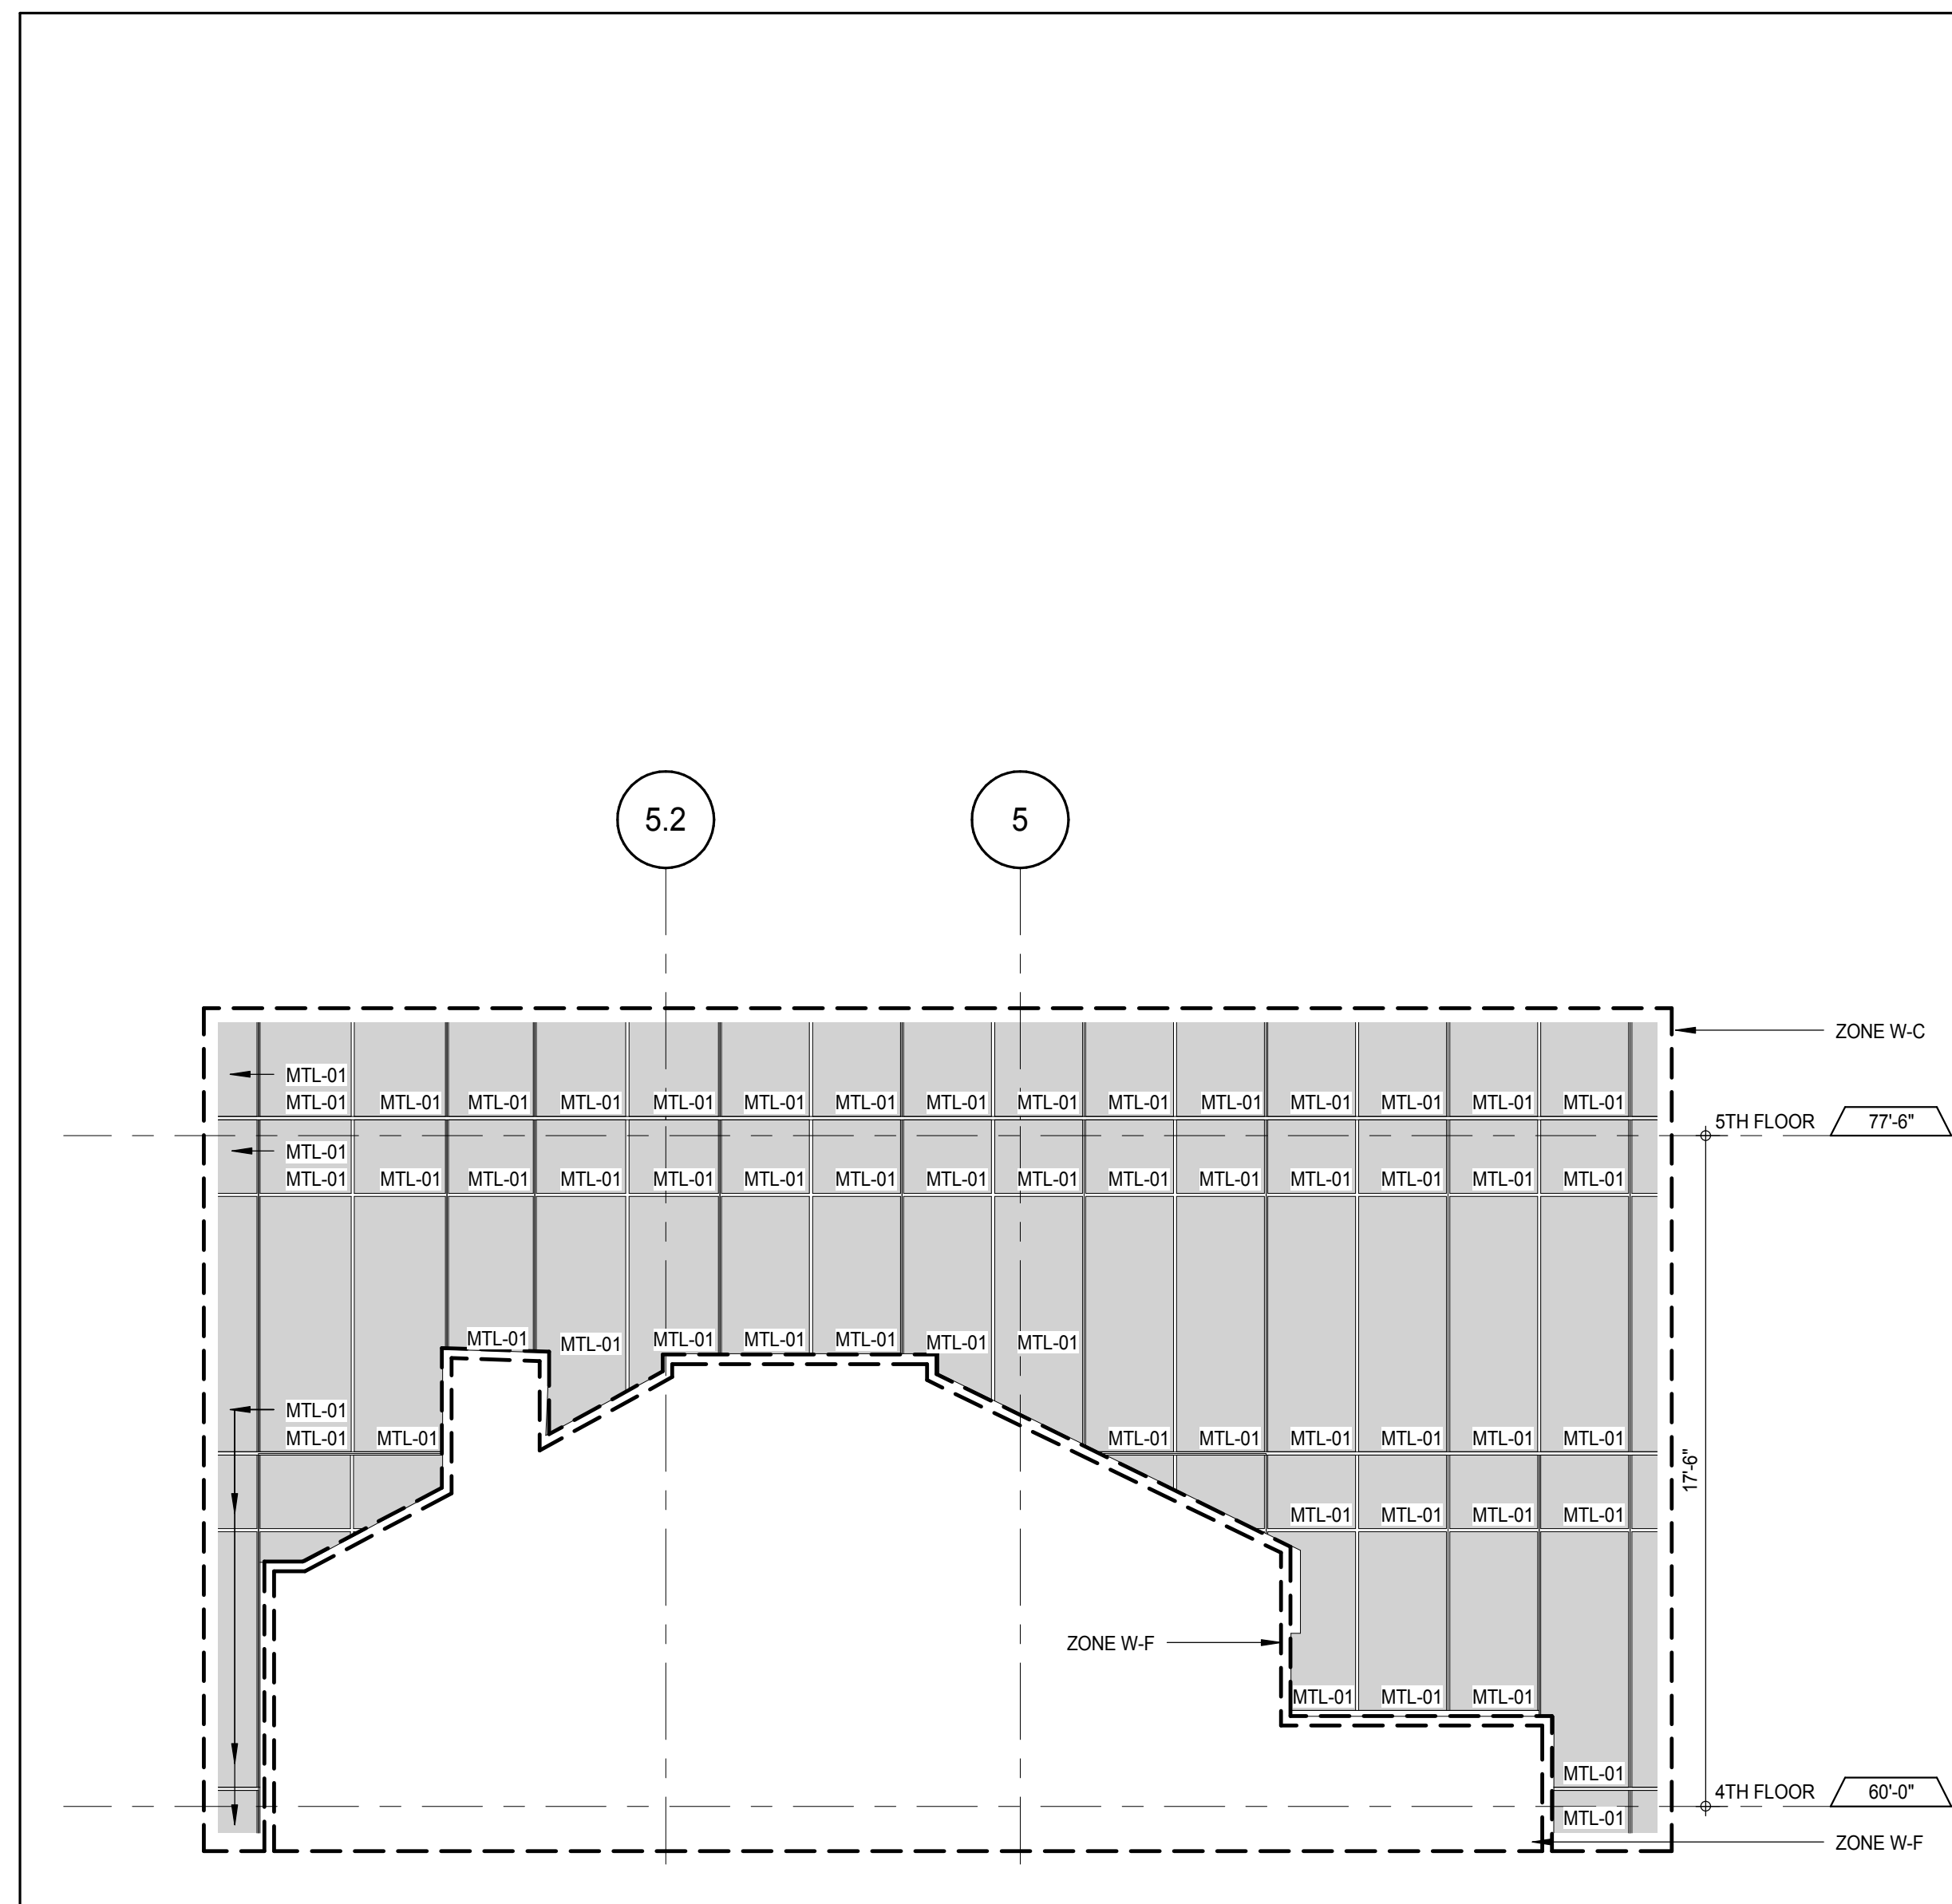 5.2 5
ZONE W-C
MTL-01
MTL-01 MTL-01 MTL-01 MTL-01 MTL-01 MTL-01 MTL-01 MTL-01 MTL-01 MTL-01 MTL-01 MTL-01 MTL-01 MTL-01 MTL-01
5TH FLOOR 77'-6"
MTL-01
MTL-01 MTL-01 MTL-01 MTL-01 MTL-01 MTL-01 MTL-01 MTL-01 MTL-01 MTL-01 MTL-01 MTL-01 MTL-01 MTL-01 MTL-01
MTL-01 MTL-01 MTL-01 MTL-01 MTL-01 MTL-01 MTL-01
MTL-01
MTL-01 MTL-01 MTL-01 MTL-01 MTL-01 MTL-01 MTL-01 MTL-01
17'-6"
MTL-01 MTL-01 MTL-01 MTL-01
ZONE W-F
MTL-01 MTL-01 MTL-01
MTL-01
4TH FLOOR 60'-0"
MTL-01
ZONE W-F